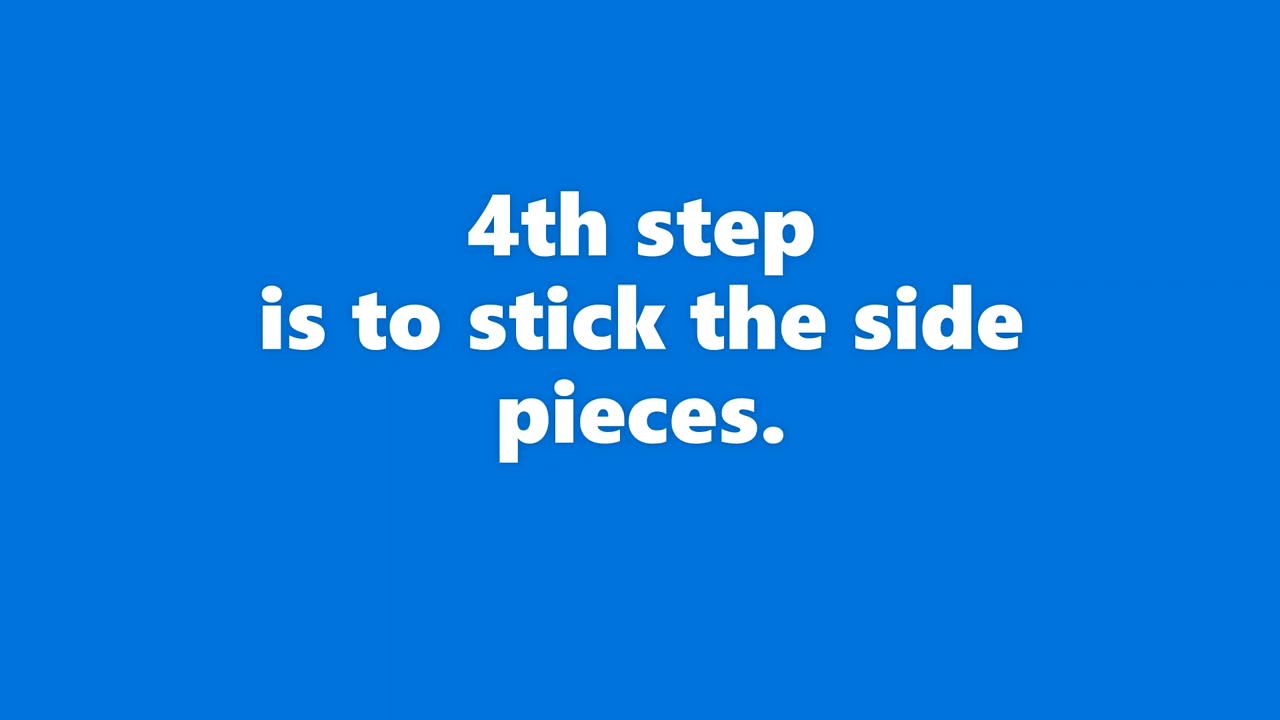 4th step
is to stick the side
pieces.